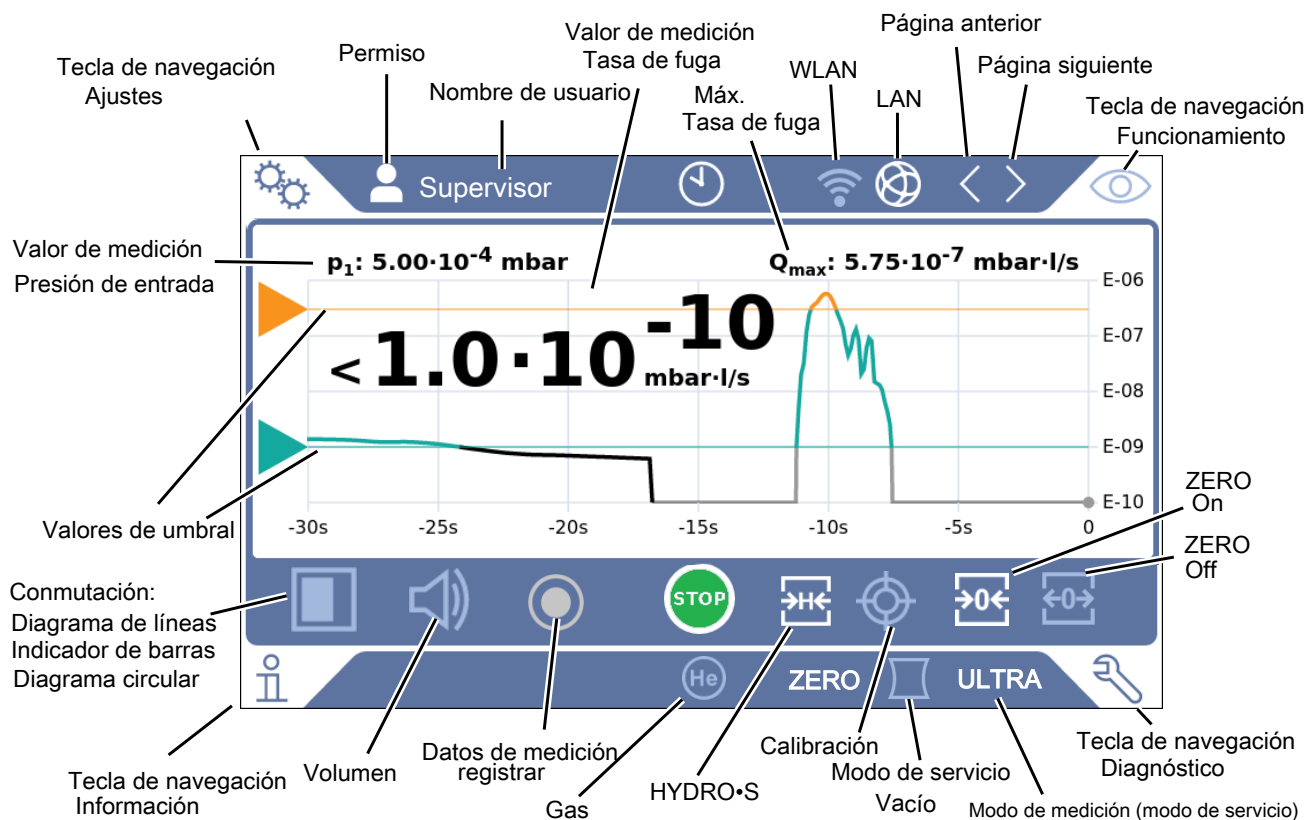 Página anterior
Valor de medición
Tasa de fuga
Permiso
Tecla de navegación
Ajustes
Nombre de usuario
WLAN
Página siguiente
Máx.
Tasa de fuga
LAN
Tecla de navegación
Funcionamiento
Supervisor
Valor de medición
Presión de entrada
p1: 5.00·10-4 mbar
Qmax: 5.75·10-7 mbar·l/s
E-06
<1.0·10-10 mbar·l/s
E-07
E-08
E-09
E-10
ZERO
On
Valores de umbral
-30s -25s -20s -15s -10s -5s 0
ZERO
Off
Conmutación:
Diagrama de líneas
Indicador de barras
Diagrama circular
STOP
→H←
→0←
←0→
He
ZERO
ULTRA
Tecla de navegación
Información
Volumen
Datos de medición
registrar
Gas
HYDRO•S
Calibración
Modo de servicio
Vacío
Tecla de navegación
Diagnóstico
Modo de medición (modo de servicio)